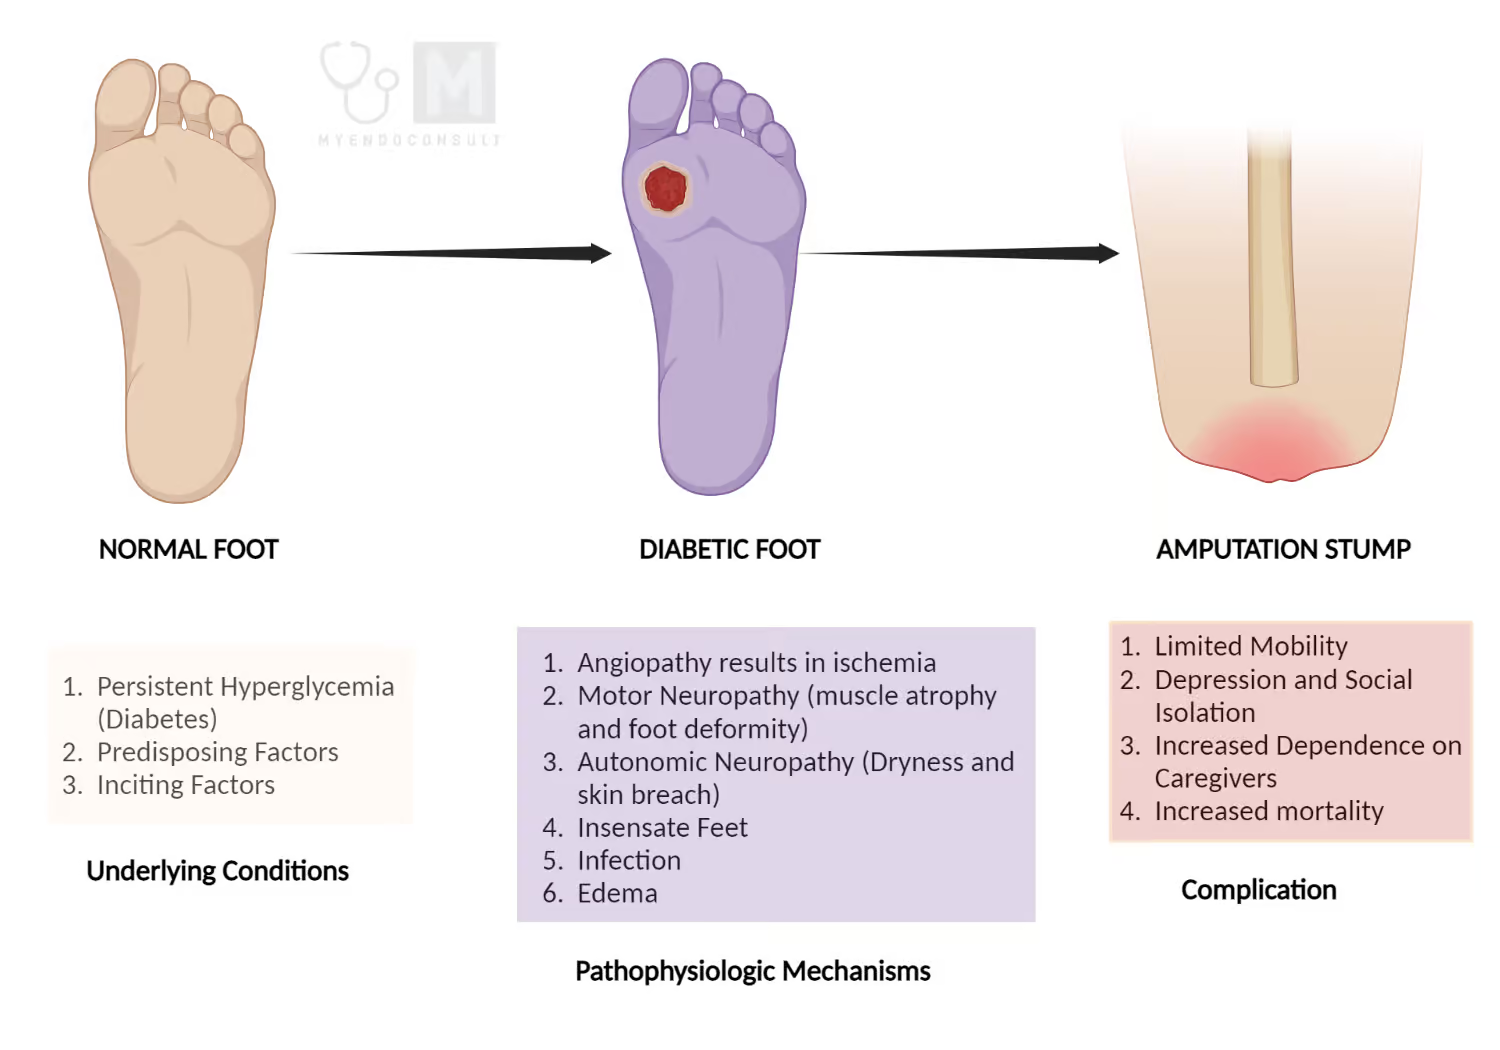 MYENDOCONSULT
M
NORMAL FOOT
DIABETIC FOOT
AMPUTATION STUMP
1. Persistent Hyperglycemia
(Diabetes)
2. Predisposing Factors
3. Inciting Factors
Underlying Conditions
1. Angiopathy results in ischemia
2. Motor Neuropathy (muscle atrophy
and foot deformity)
3. Autonomic Neuropathy (Dryness and
skin breach)
4. Insensate Feet
5. Infection
6. Edema
Pathophysiologic Mechanisms
1. Limited Mobility
2. Depression and Social
Isolation
3. Increased Dependence on
Caregivers
4. Increased mortality
Complication